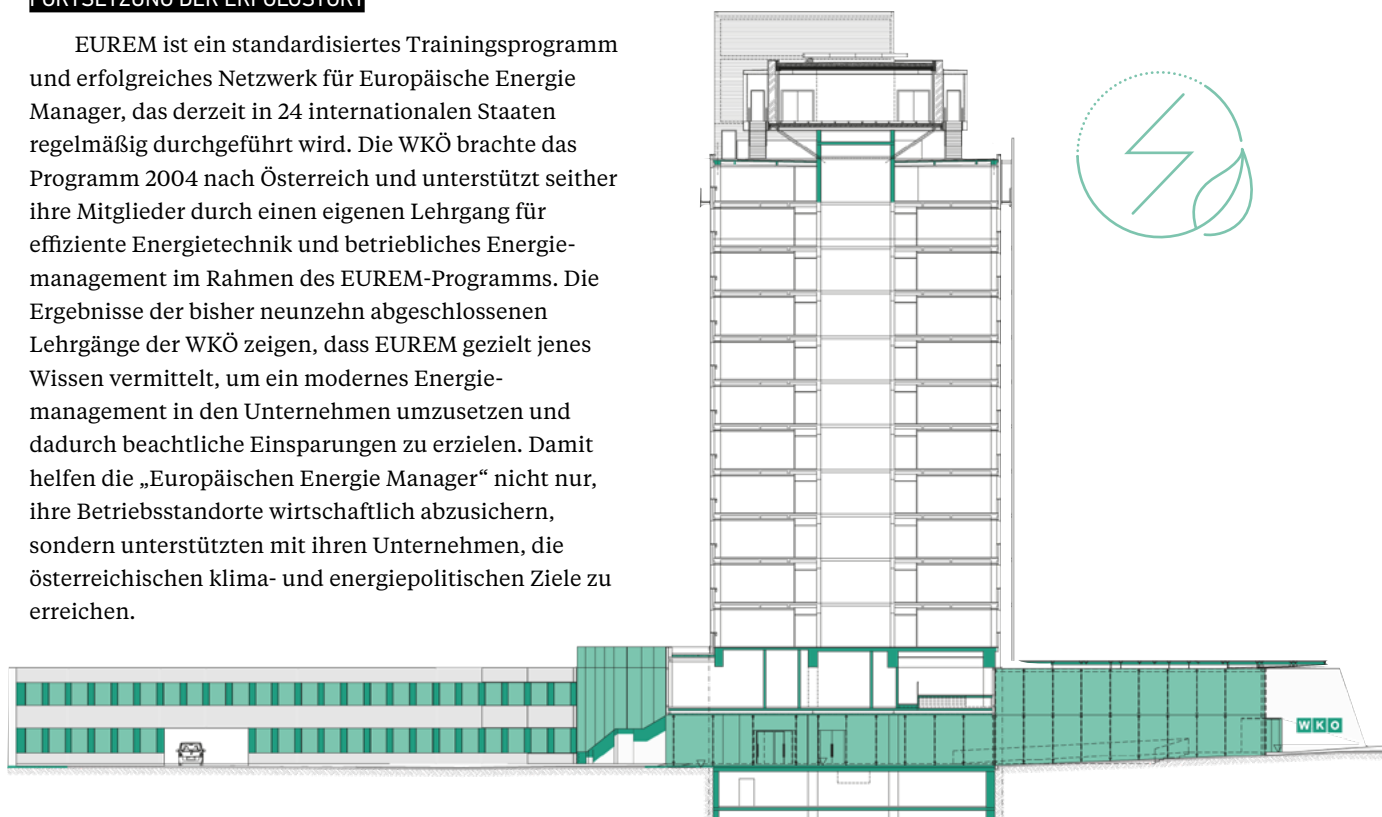 FORTSETZUNG DER ERFOLGSTORY
EUREM ist ein standardisiertes Trainingsprogramm
und erfolgreiches Netzwerk für Europäische Energie
Manager, das derzeit in 24 internationalen Staaten
regelmäßig durchgeführt wird. Die WKÖ brachte das
Programm 2004 nach Österreich und unterstützt seither
ihre Mitglieder durch einen eigenen Lehrgang für
effiziente Energietechnik und betriebliches Energie-
management im Rahmen des EUREM-Programms. Die
Ergebnisse der bisher neunzehn abgeschlossenen
Lehrgänge der WKÖ zeigen, dass EUREM gezielt jenes
Wissen vermittelt, um ein modernes Energie-
management in den Unternehmen umzusetzen und
dadurch beachtliche Einsparungen zu erzielen. Damit
helfen die „Europäischen Energie Manager“ nicht nur,
ihre Betriebsstandorte wirtschaftlich abzusichern,
sondern unterstützten mit ihren Unternehmen, die
österreichischen klima- und energiepolitischen Ziele zu
erreichen.
WKO